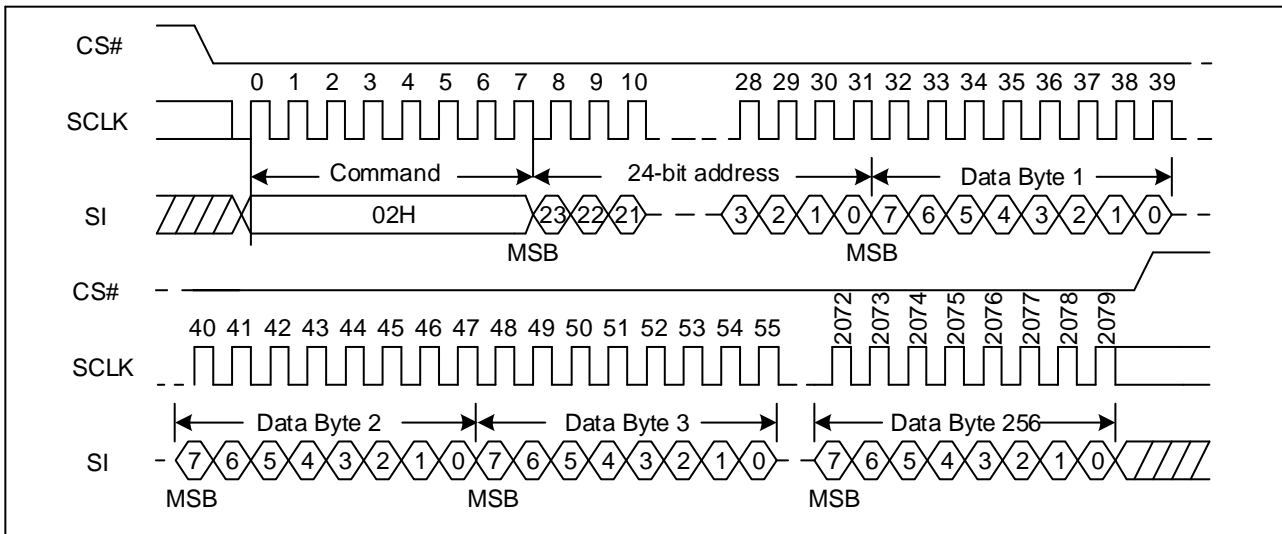 CS#
0 1 2 3 4 5 6 7 8 9 10 28 29 30 31 32 33 34 35 36 37 38 39
SCLK
Command 24-bit address Data Byte 1
SI 02H 23 22 21 3 2 1 0 7 6 5 4 3 2 1 0
MSB MSB
CS#
40 41 42 43 44 45 46 47 48 49 50 51 52 53 54 55 2072 2073 2074 2075 2076 2077 2078 2079
SCLK
Data Byte 2 Data Byte 3 Data Byte 256
SI 7 6 5 4 3 2 1 0 7 6 5 4 3 2 1 0 7 6 5 4 3 2 1 0
MSB MSB MSB